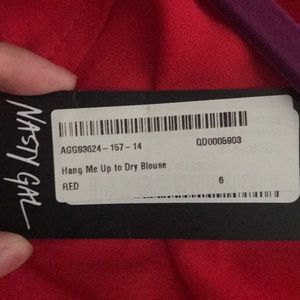 NASTY GAL
AGG93624-157-14 QD0005903
Hang Me Up to Dry Blouse
RED 6